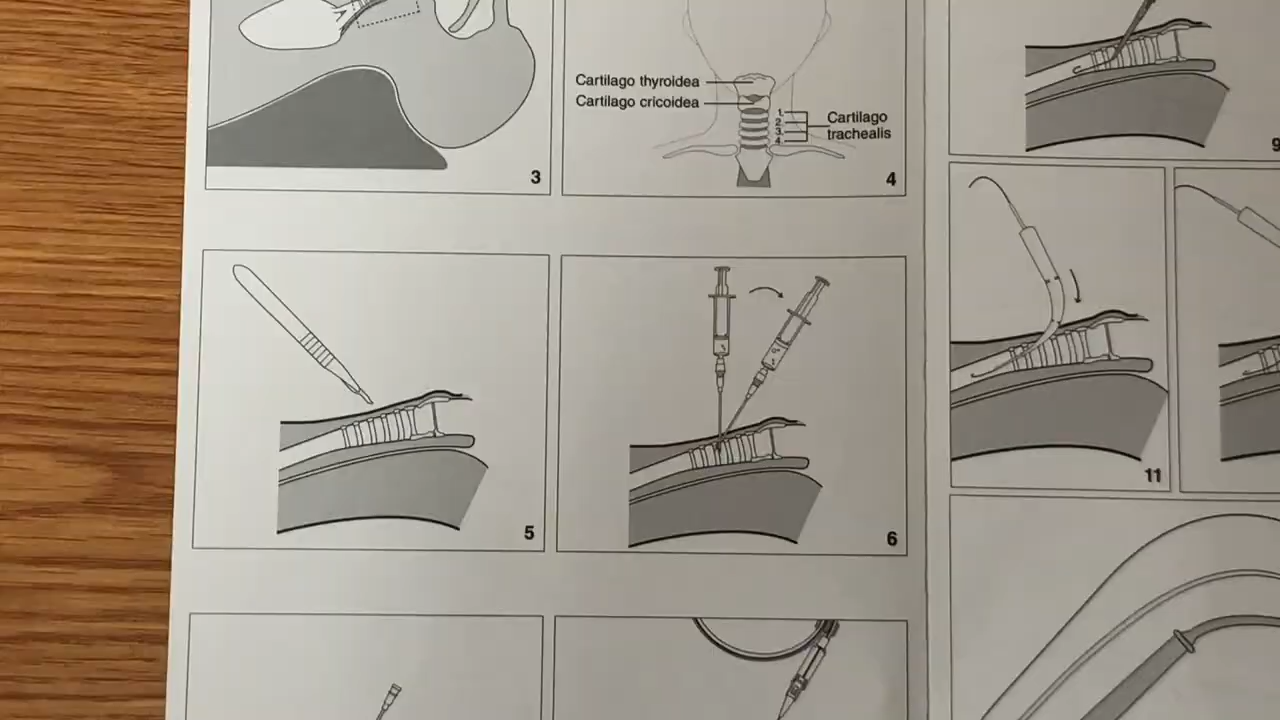 3
Cartilago thyroidea
Cartilago cricoidea
1.
2.
3.
4.
Cartilago
trachealis
4
9
5
6
11